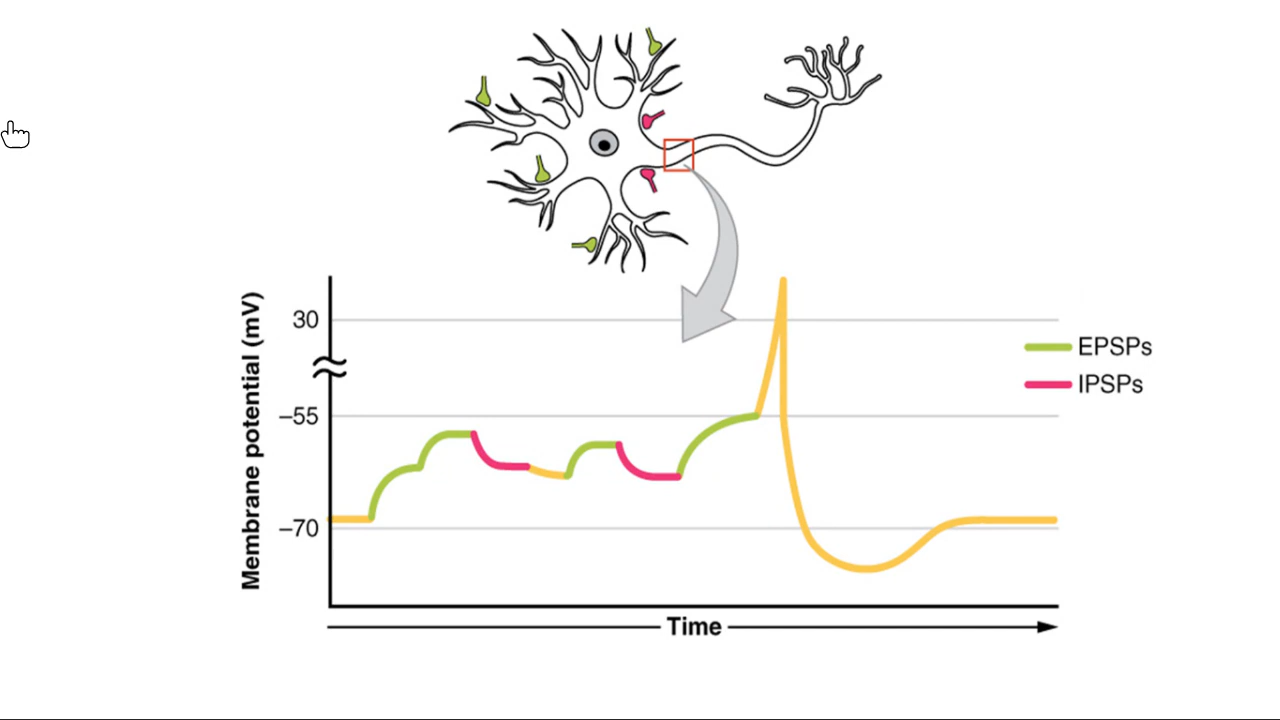 Membrane potential (mV)
30
–55
–70
EPSPs
IPSPs
Time